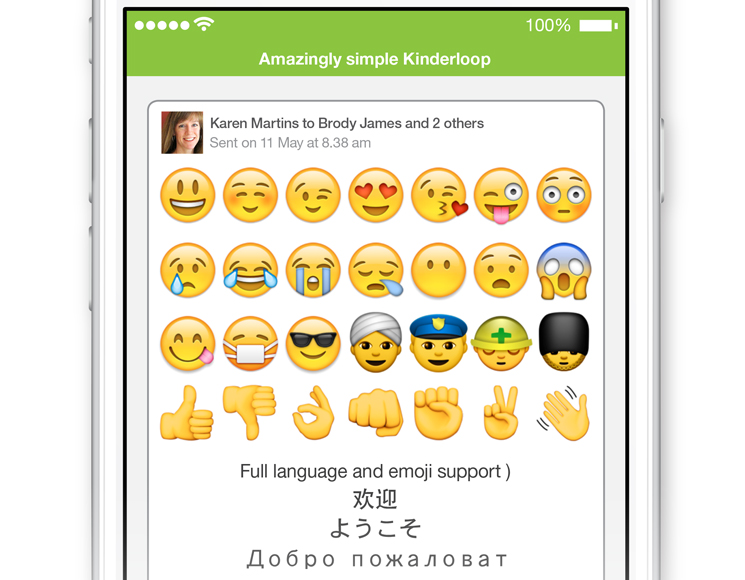 100%
Amazingly simple Kinderloop
Karen Martins to Brody James and 2 others
Sent on 11 May at 8.38 am
Full language and emoji support )
欢迎
ようこそ
Добро пожаловат